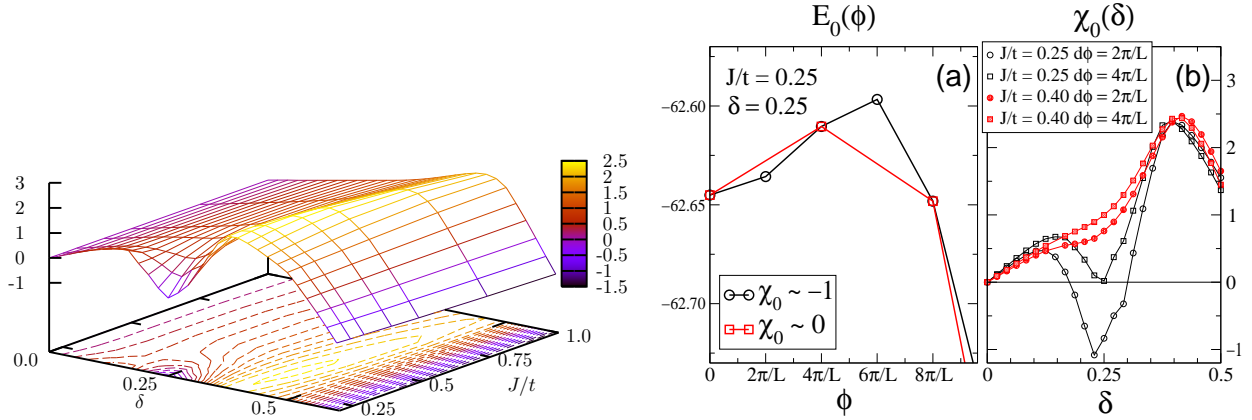 3
2
1
0
-1
0.0
0.25
δ
0.5
0.25
0.5
J/t
0.75
1.0
2.5
2
1.5
1
0.5
0
-0.5
-1
-1.5
E0(ϕ)
(a)
J/t = 0.25
δ = 0.25
−62.60
−62.65
−62.70
χ0 ~ −1
χ0 ~ 0
0
2π/L
4π/L
6π/L
8π/L
ϕ
χ0(δ)
(b)
J/t = 0.25 dϕ = 2π/L
J/t = 0.25 dϕ = 4π/L
J/t = 0.40 dϕ = 2π/L
J/t = 0.40 dϕ = 4π/L
3
2
1
0
−1
0
0.25
0.5
δ